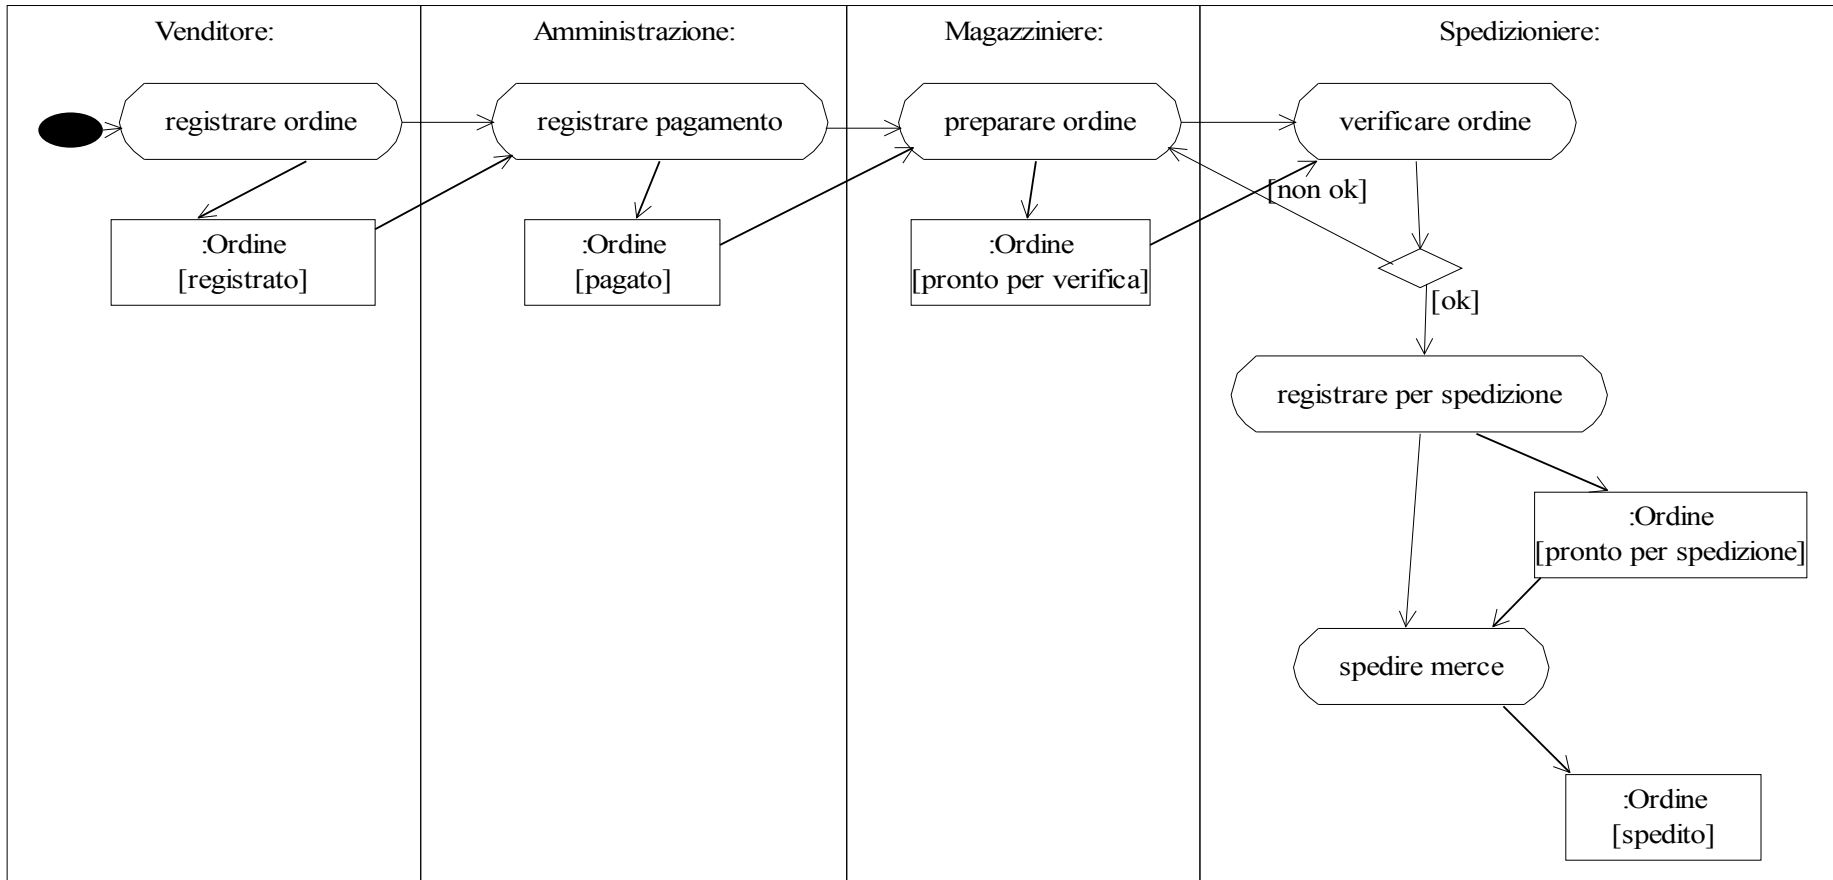 Venditore:
Amministrazione:
Magazziniere:
Spedizioniere:
registrare ordine
registrare pagamento
preparare ordine
verificare ordine
[non ok]
:Ordine
[registrato]
:Ordine
[pagato]
:Ordine
[pronto per verifica]
[ok]
registrare per spedizione
:Ordine
[pronto per spedizione]
spedire merce
:Ordine
[spedito]